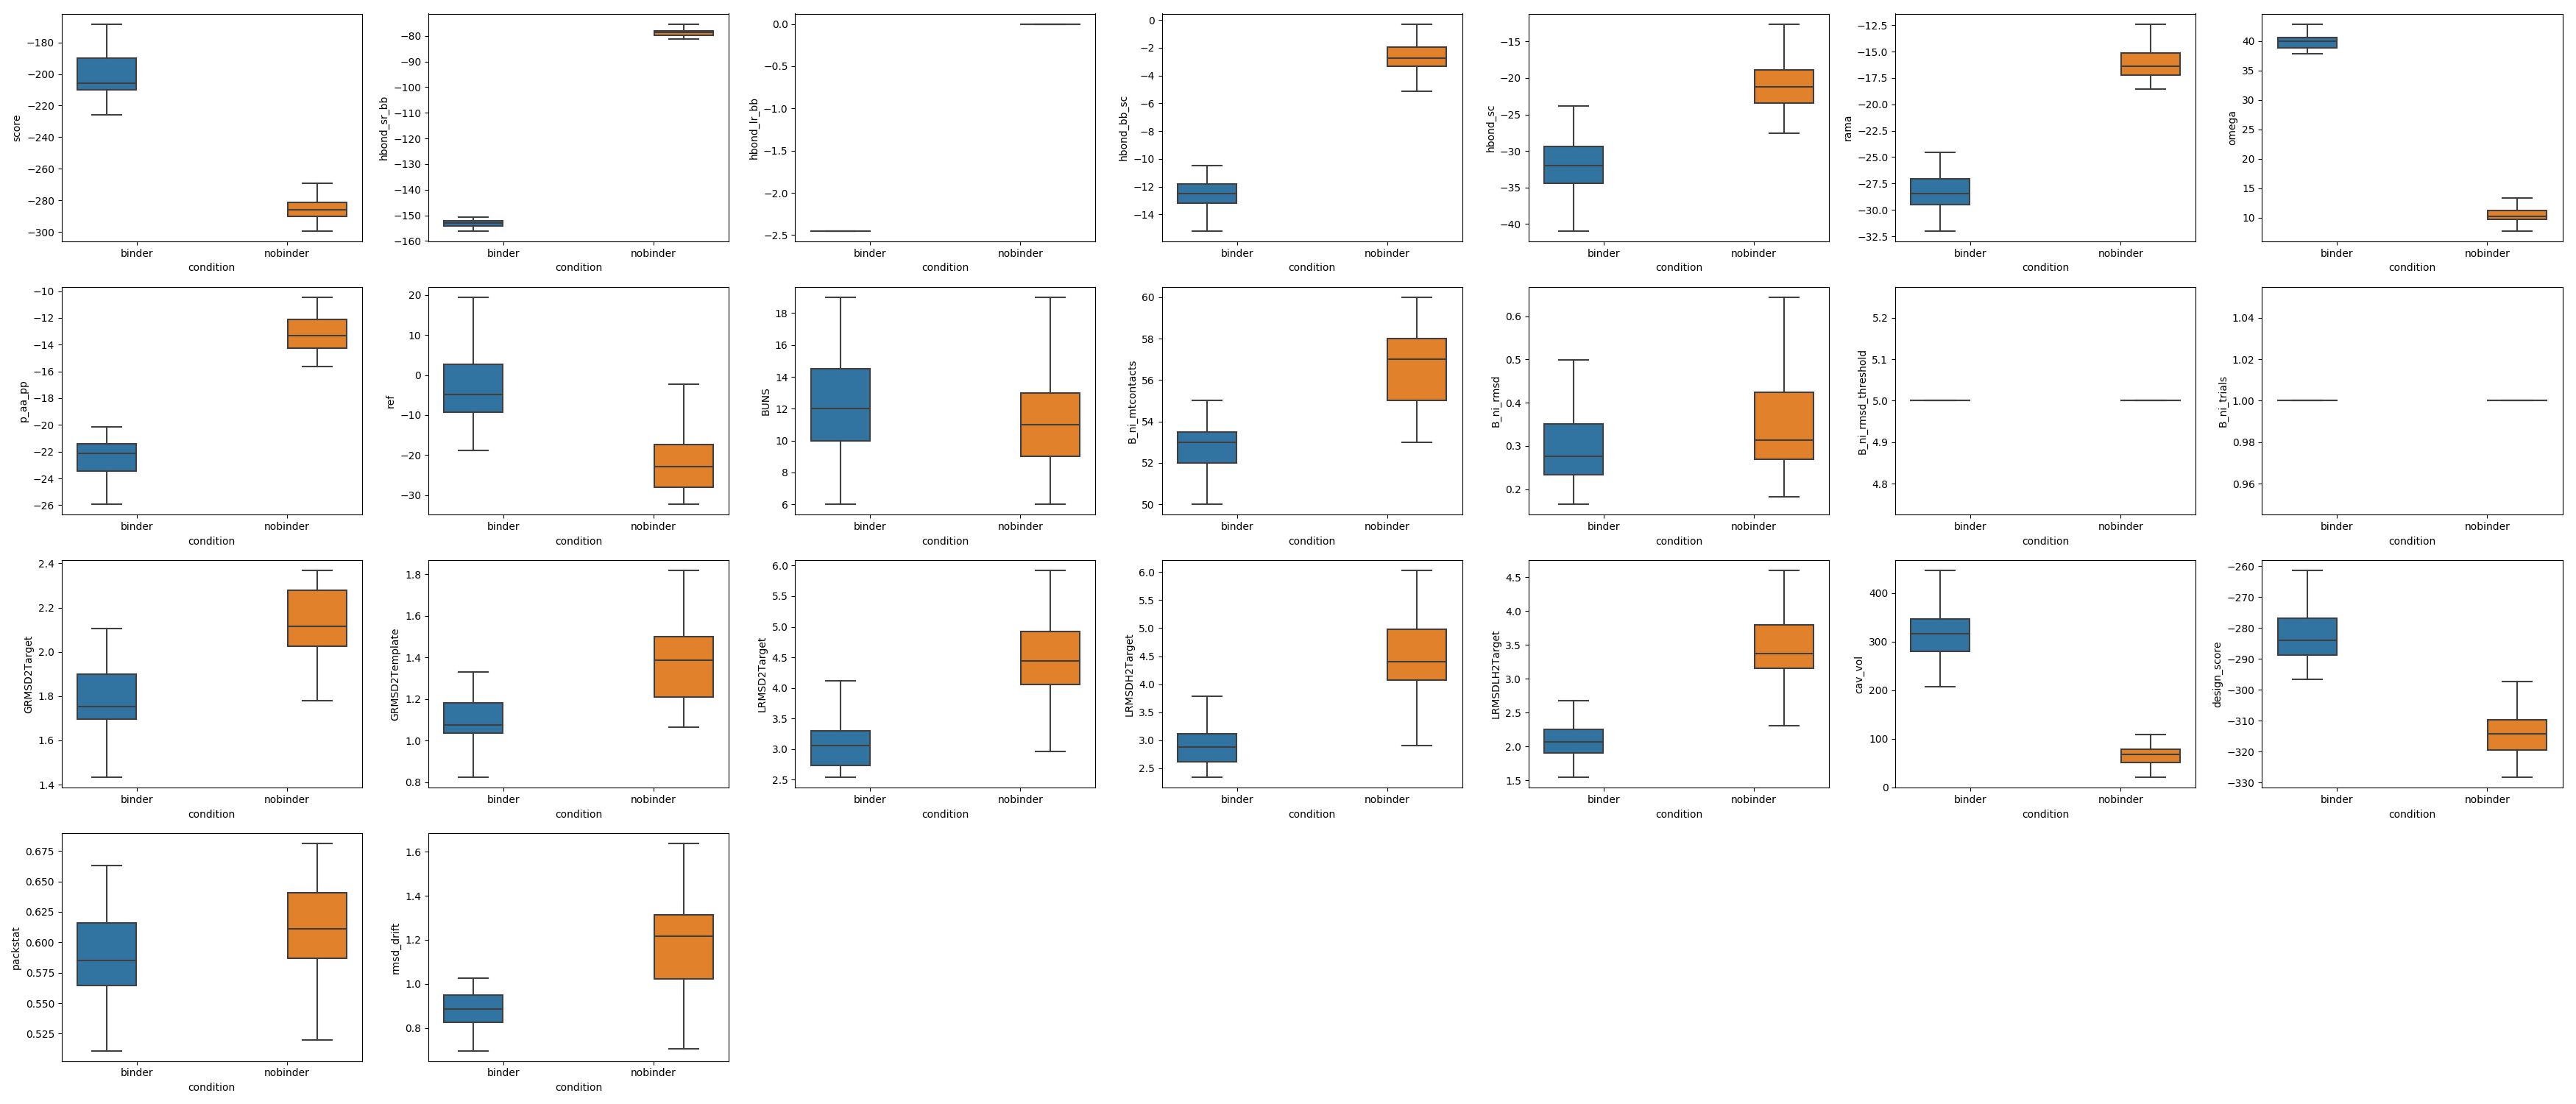 score
−180
−200
−220
−240
−260
−280
−300
binder
nobinder
condition
hbond_sr_bb
−80
−90
−100
−110
−120
−130
−140
−150
−160
binder
nobinder
condition
hbond_lr_bb
0.0
−0.5
−1.0
−1.5
−2.0
−2.5
binder
nobinder
condition
hbond_bb_sc
0
−2
−4
−6
−8
−10
−12
−14
binder
nobinder
condition
hbond_sc
−15
−20
−25
−30
−35
−40
binder
nobinder
condition
rama
−12.5
−15.0
−17.5
−20.0
−22.5
−25.0
−27.5
−30.0
−32.5
binder
nobinder
condition
omega
40
35
30
25
20
15
10
binder
nobinder
condition
p_aa_pp
−10
−12
−14
−16
−18
−20
−22
−24
−26
binder
nobinder
condition
ref
20
10
0
−10
−20
−30
binder
nobinder
condition
BUNS
18
16
14
12
10
8
6
binder
nobinder
condition
B_ni_mtcontacts
60
58
56
54
52
50
binder
nobinder
condition
B_ni_rmsd
0.6
0.5
0.4
0.3
0.2
binder
nobinder
condition
B_ni_rmsd_threshold
5.2
5.1
5.0
4.9
4.8
binder
nobinder
condition
B_ni_trials
1.04
1.02
1.00
0.98
0.96
binder
nobinder
condition
GRMSD2Target
2.4
2.2
2.0
1.8
1.6
1.4
binder
nobinder
condition
GRMSD2Template
1.8
1.6
1.4
1.2
1.0
0.8
binder
nobinder
condition
LRMSD2Target
6.0
5.5
5.0
4.5
4.0
3.5
3.0
2.5
binder
nobinder
condition
LRMSDH2Target
6.0
5.5
5.0
4.5
4.0
3.5
3.0
2.5
binder
nobinder
condition
LRMSDLH2Target
4.5
4.0
3.5
3.0
2.5
2.0
1.5
binder
nobinder
condition
cav_vol
400
300
200
100
0
binder
nobinder
condition
design_score
−260
−270
−280
−290
−300
−310
−320
−330
binder
nobinder
condition
packstat
0.675
0.650
0.625
0.600
0.575
0.550
0.525
binder
nobinder
condition
rmsd_drift
1.6
1.4
1.2
1.0
0.8
binder
nobinder
condition